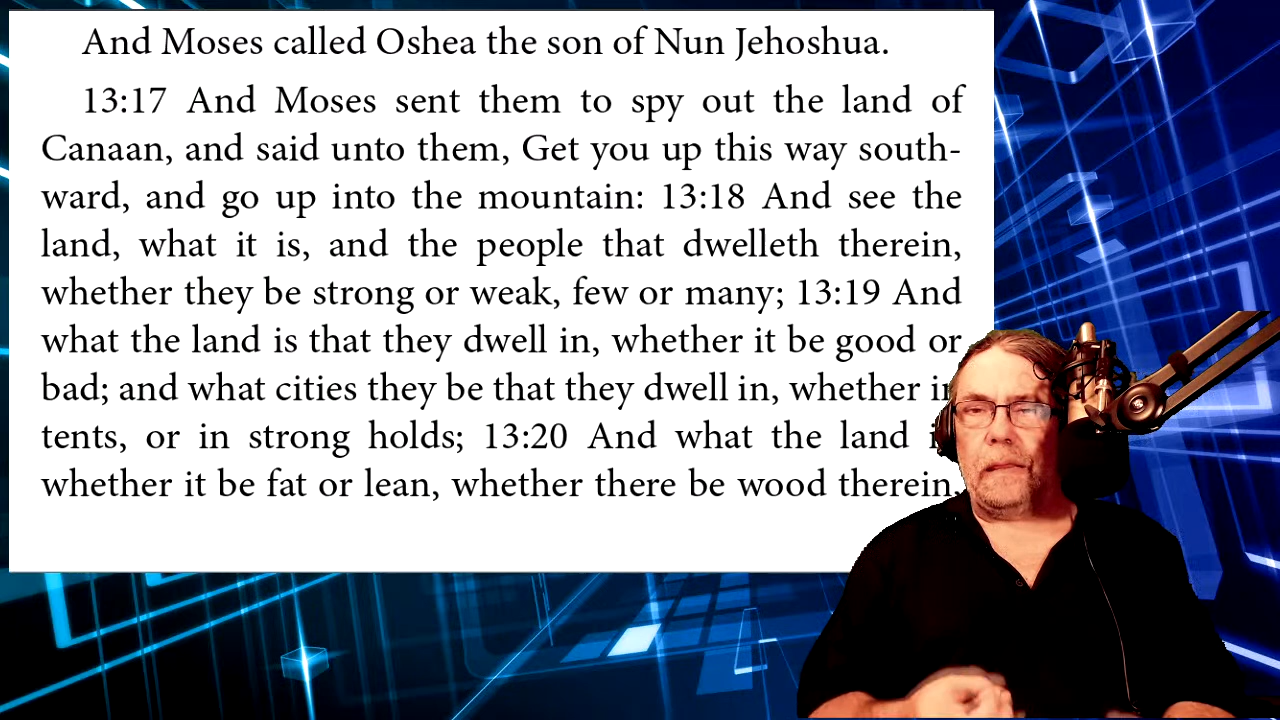 And Moses called Oshea the son of Nun Jehoshua.
13:17 And Moses sent them to spy out the land of
Canaan, and said unto them, Get you up this way south-
ward, and go up into the mountain: 13:18 And see the
land, what it is, and the people that dwelleth therein,
whether they be strong or weak, few or many; 13:19 And
what the land is that they dwell in, whether it be good or
bad; and what cities they be that they dwell in, whether in
tents, or in strong holds; 13:20 And what the land
whether it be fat or lean, whether there be wood therein,